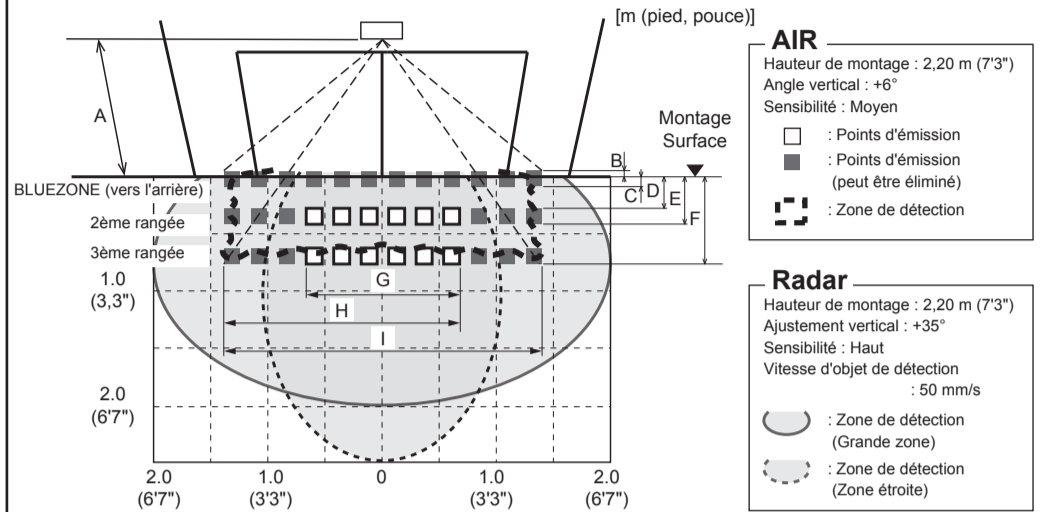 [m (pied, pouce)]
A
Montage
Surface
B
C
D
E
F
BLUEZONE (vers l'arrière)
2ème rangée
3ème rangée
G
H
I
1.0
(3,3")
2.0
(6'7")
2.0
(6'7")
1.0
(3'3")
0
1.0
(3'3")
2.0
(6'7")
AIR
Hauteur de montage : 2,20 m (7'3")
Angle vertical : +6°
Sensibilité : Moyen
: Points d'émission
: Points d'émission
(peut être éliminé)
: Zone de détection
Radar
Hauteur de montage : 2,20 m (7'3")
Ajustement vertical : +35°
Sensibilité : Haut
Vitesse d'objet de détection
: 50 mm/s
: Zone de détection
(Grande zone)
: Zone de détection
(Zone étroite)